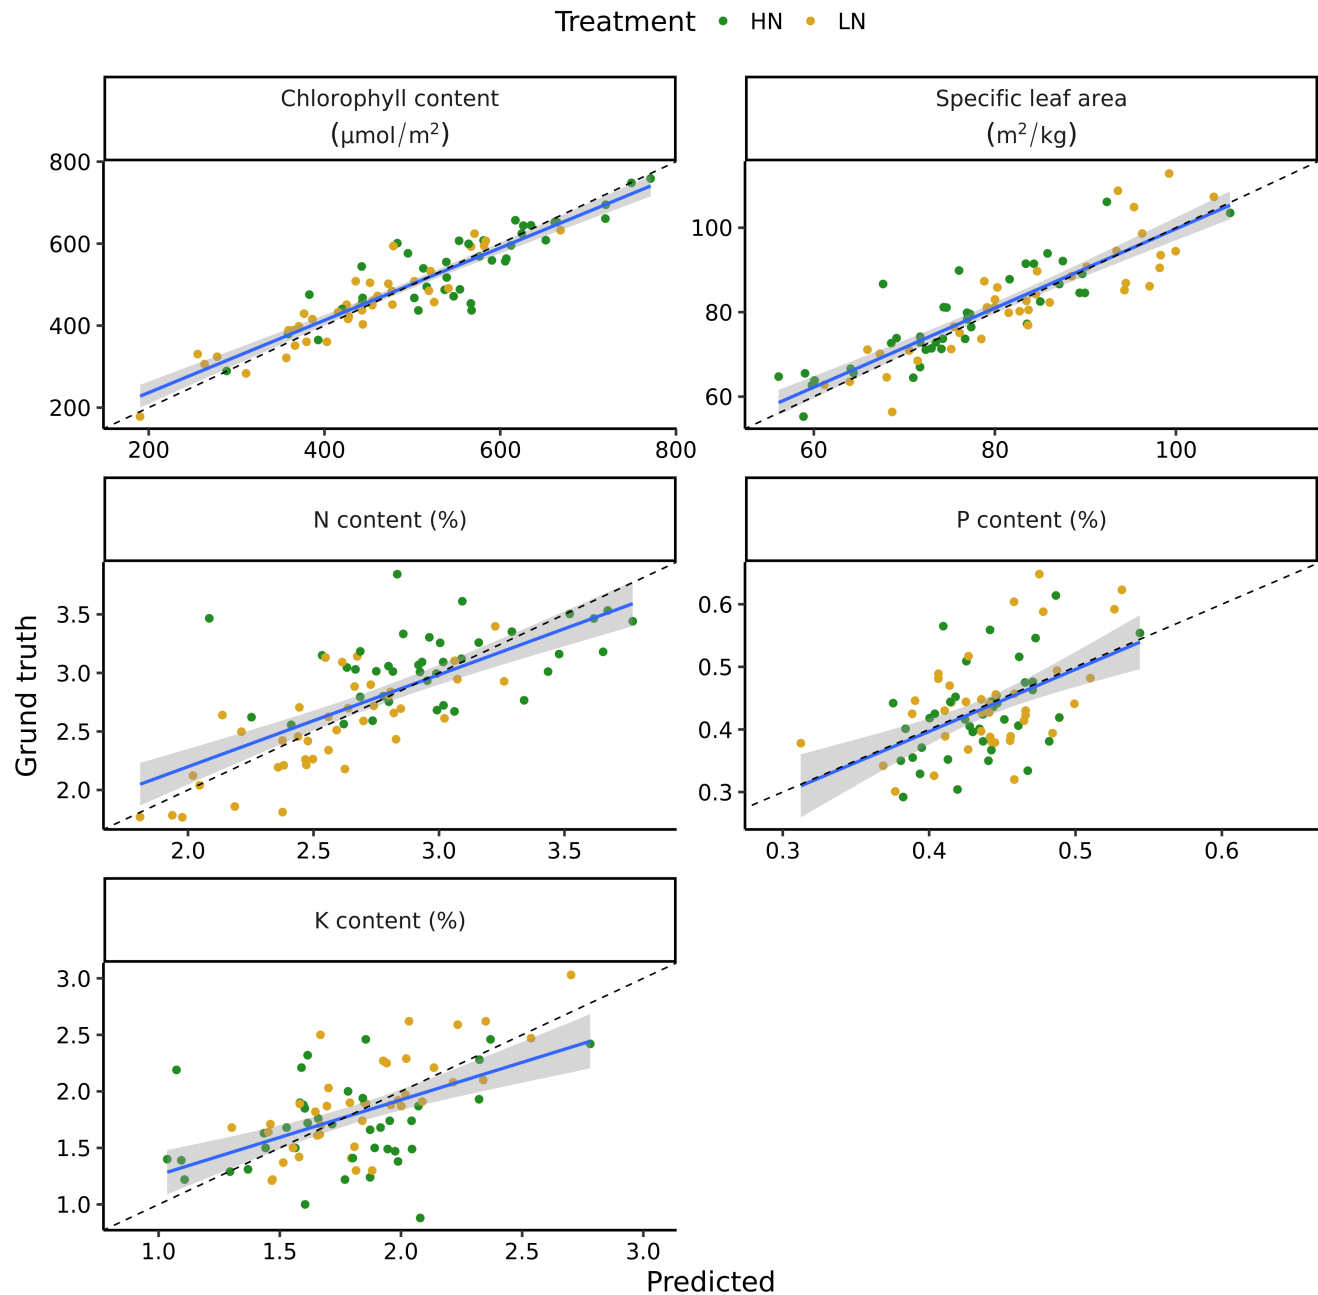 Treatment HN LN
Chlorophyll content
(μmol/m²)
800
600
400
200
200 400 600 800
Specific leaf area
(m²/kg)
100
80
60
60 80 100
Grund truth
N content (%)
3.5
3.0
2.5
2.0
2.0 2.5 3.0 3.5
P content (%)
0.6
0.5
0.4
0.3
0.3 0.4 0.5 0.6
K content (%)
3.0
2.5
2.0
1.5
1.0
1.0 1.5 2.0 2.5 3.0
Predicted